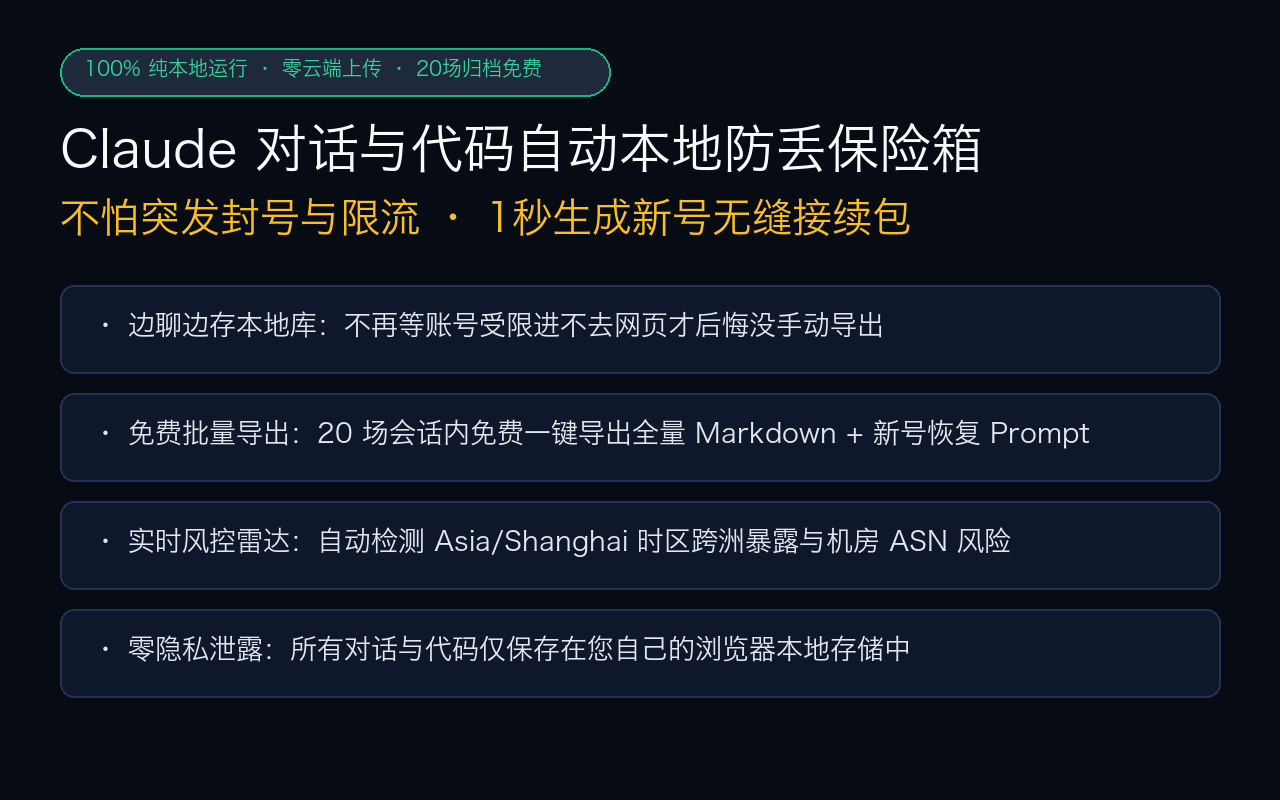 100% 纯本地运行 · 零云端上传 · 20场归档免费
Claude 对话与代码自动本地防丢保险箱
不怕突发封号与限流 · 1秒生成新号无缝接续包
· 边聊边存本地库：不再等账号受限进不去网页才后悔没手动导出
· 免费批量导出：20 场会话内免费一键导出全量 Markdown + 新号恢复 Prompt
· 实时风控雷达：自动检测 Asia/Shanghai 时区跨洲暴露与机房 ASN 风险
· 零隐私泄露：所有对话与代码仅保存在您自己的浏览器本地存储中